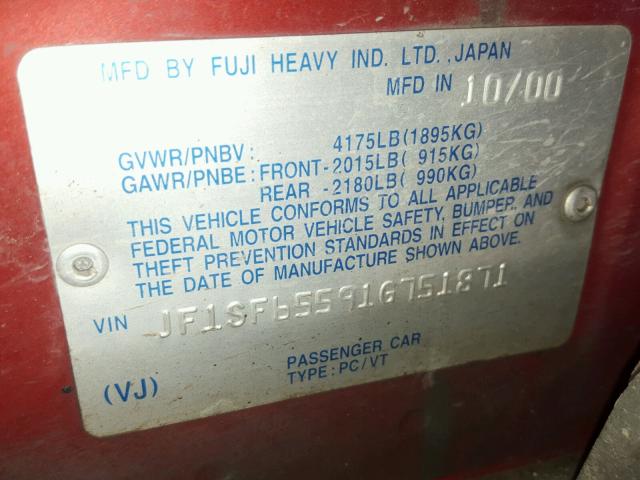 MFD BY FUJI HEAVY IND. LTD., JAPAN
MFD IN 10/00
GVWR/PNBV: 4175LB(1895KG)
GAWR/PNBE: FRONT-2015LB( 915KG)
REAR -2180LB( 990KG)
THIS VEHICLE CONFORMS TO ALL APPLICABLE
FEDERAL MOTOR VEHICLE SAFETY, BUMPER, AND
THEFT PREVENTION STANDARDS IN EFFECT ON
THE DATE OF MANUFACTURE SHOWN ABOVE.
VIN JF1SF65591G751871
PASSENGER CAR
(VJ) TYPE: PC/VT